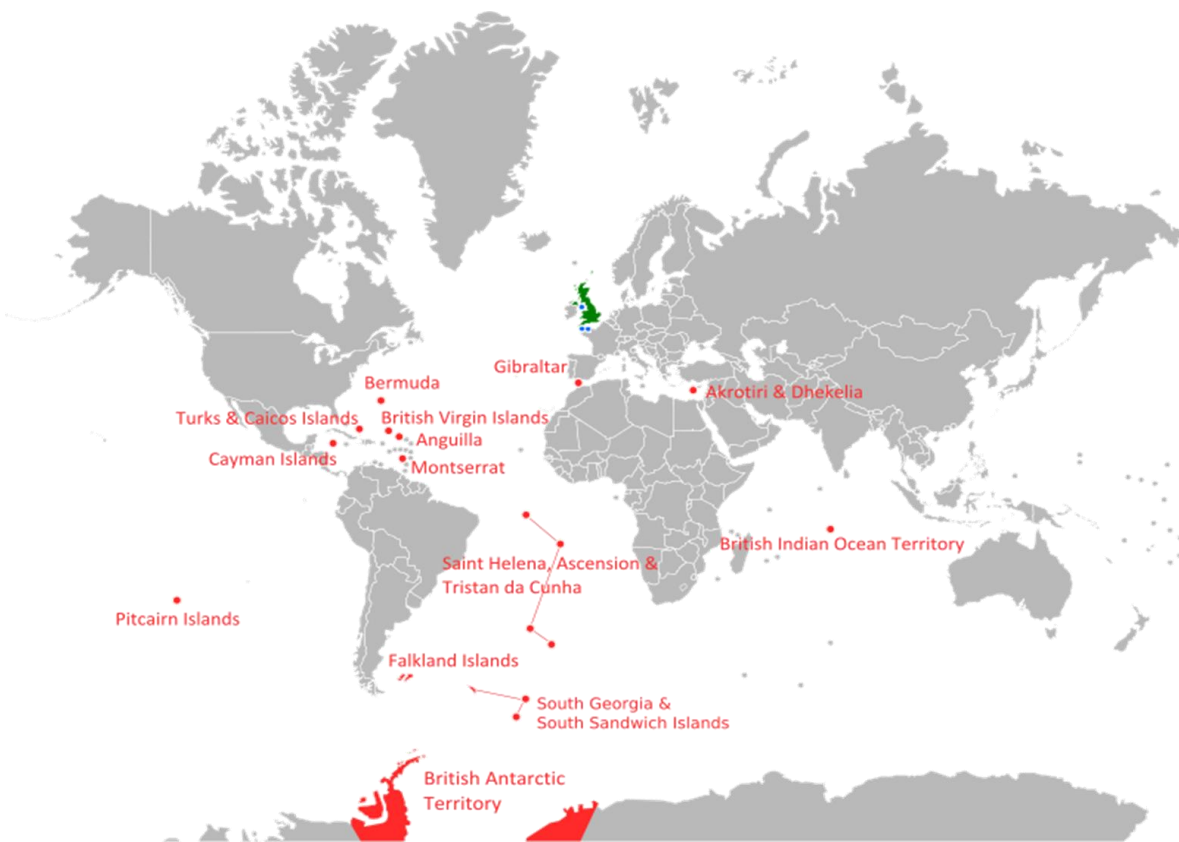 Gibraltar
Bermuda
Akrotiri & Dhekelia
Turks & Caicos Islands
British Virgin Islands
Anguilla
Cayman Islands
Montserrat
British Indian Ocean Territory
Saint Helena, Ascension &
Tristan da Cunha
Pitcairn Islands
Falkland Islands
South Georgia &
South Sandwich Islands
British Antarctic
Territory